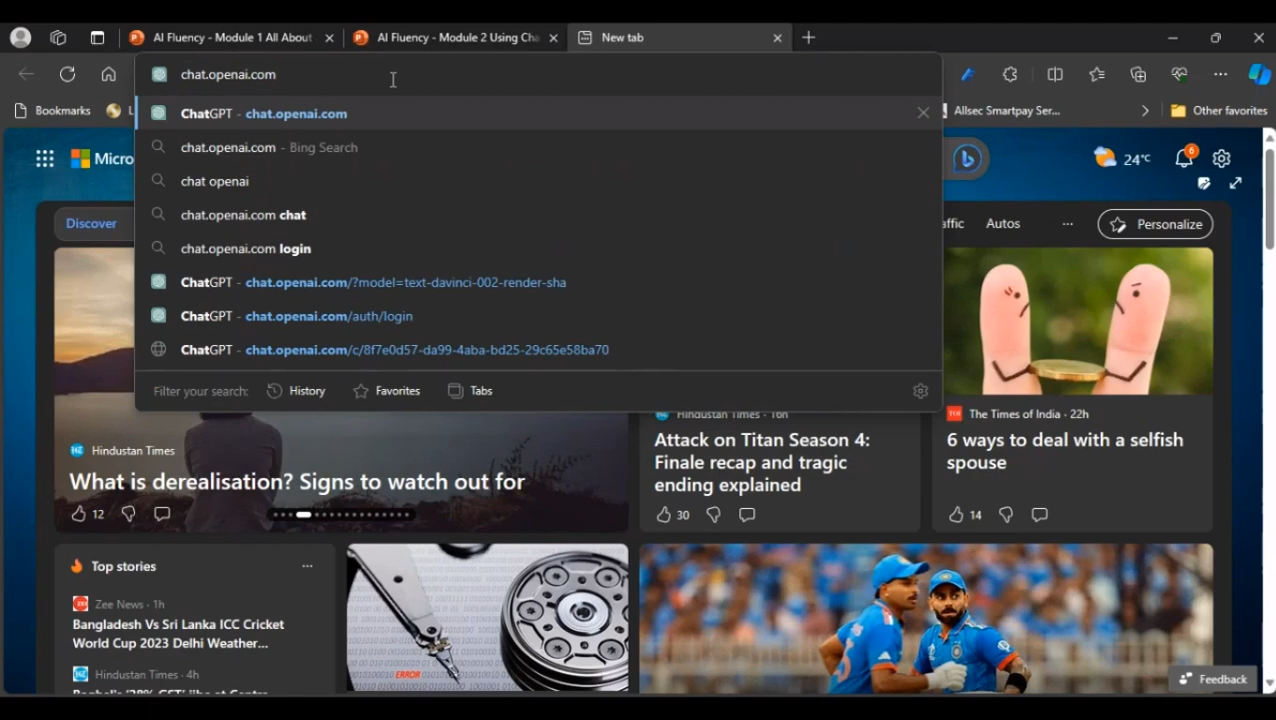 AI Fluency - Module 1 All About
AI Fluency - Module 2 Using Cha
New tab
chat.openai.com
Bookmarks
L
Allsec Smartpay Ser...
Other favorites
ChatGPT - chat.openai.com
chat.openai.com - Bing Search
chat openai
chat.openai.com chat
chat.openai.com login
ChatGPT - chat.openai.com/?model=text-davinci-002-render-sha
ChatGPT - chat.openai.com/auth/login
ChatGPT - chat.openai.com/c/8f7e0d57-da99-4aba-bd25-29c65e58ba70
Filter your search: History Favorites Tabs
Micro
6
24°C
Discover
affic
Autos
...
Personalize
Hindustan Times
What is derealisation? Signs to watch out for
12
Hindustan Times · 16h
Attack on Titan Season 4:
Finale recap and tragic
ending explained
30
The Times of India · 22h
6 ways to deal with a selfish
spouse
14
Top stories
...
Zee News · 1h
Bangladesh Vs Sri Lanka ICC Cricket
World Cup 2023 Delhi Weather...
Hindustan Times · 4h
ERROR
Feedback